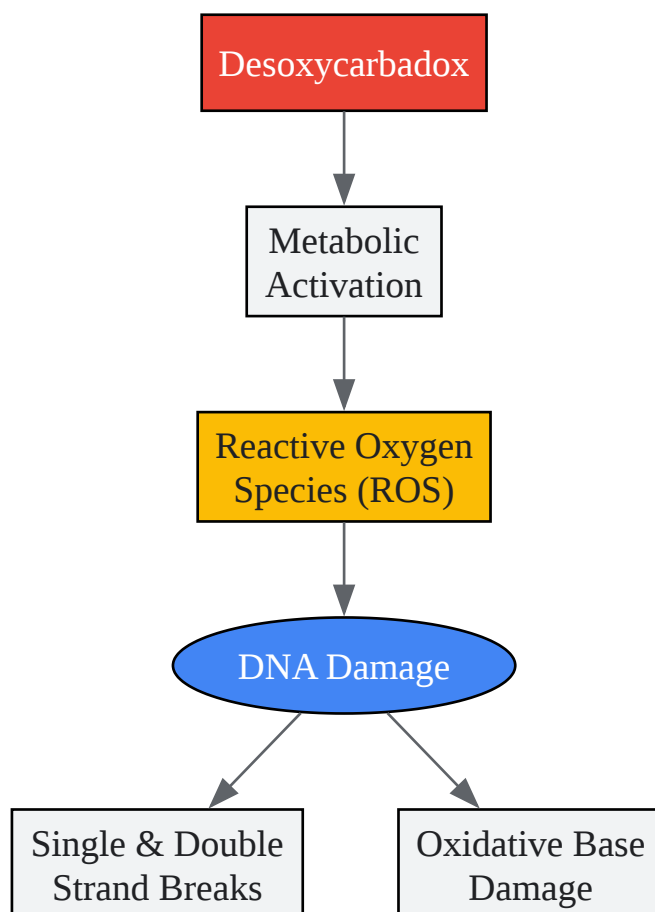 Desoxycarbadox
Metabolic
Activation
Reactive Oxygen
Species (ROS)
DNA Damage
Single & Double
Strand Breaks
Oxidative Base
Damage